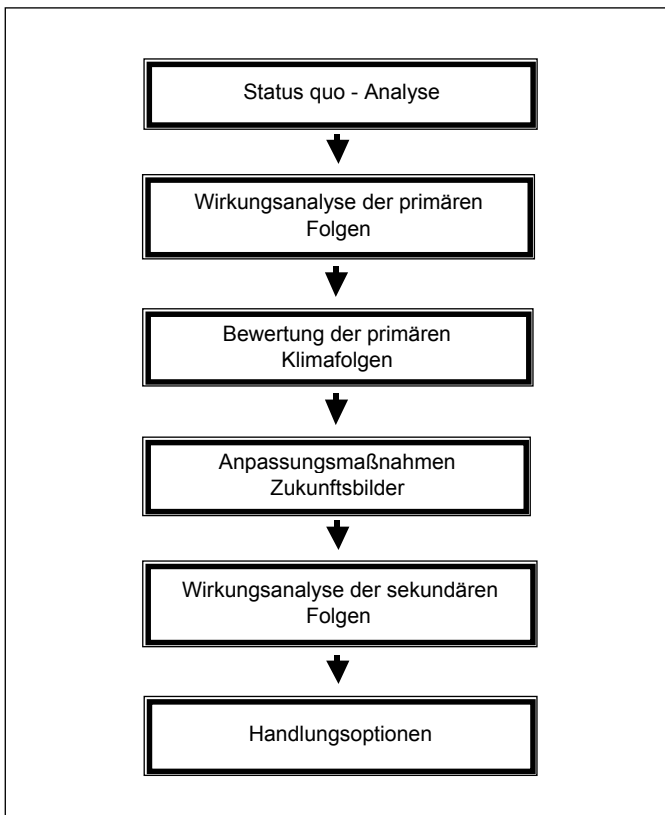 Status quo - Analyse
Wirkungsanalyse der primären
Folgen
Bewertung der primären
Klimafolgen
Anpassungsmaßnahmen
Zukunftsbilder
Wirkungsanalyse der sekundären
Folgen
Handlungsoptionen